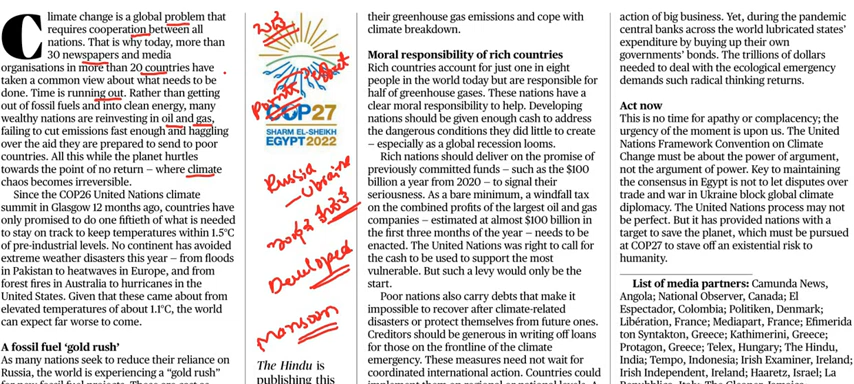 Climate change is a global problem that
requires cooperation between all
nations. That is why today, more than
30 newspapers and media
organisations in more than 20 countries have
taken a common view about what needs to be
done. Time is running out. Rather than getting
out of fossil fuels and into clean energy, many
wealthy nations are reinvesting in oil and gas,
failing to cut emissions fast enough and haggling
over the aid they are prepared to send to poor
countries. All this while the planet hurtles
towards the point of no return – where climate
chaos becomes irreversible.
Since the COP26 United Nations climate
summit in Glasgow 12 months ago, countries have
only promised to do one fiftieth of what is needed
to stay on track to keep temperatures within 1.5°C
of pre-industrial levels. No continent has avoided
extreme weather disasters this year – from floods
in Pakistan to heatwaves in Europe, and from
forest fires in Australia to hurricanes in the
United States. Given that these came about from
elevated temperatures of about 1.1°C, the world
can expect far worse to come.
A fossil fuel ‘gold rush’
As many nations seek to reduce their reliance on
Russia, the world is experiencing a “gold rush”
COP27
SHARM EL-SHEIKH
EGYPT2022
Russia
– Ukraine
Developed
Monsoon
The Hindu is
publishing this
their greenhouse gas emissions and cope with
climate breakdown.
Moral responsibility of rich countries
Rich countries account for just one in eight
people in the world today but are responsible for
half of greenhouse gases. These nations have a
clear moral responsibility to help. Developing
nations should be given enough cash to address
the dangerous conditions they did little to create
– especially as a global recession looms.
Rich nations should deliver on the promise of
previously committed funds – such as the $100
billion a year from 2020 – to signal their
seriousness. As a bare minimum, a windfall tax
on the combined profits of the largest oil and gas
companies – estimated at almost $100 billion in
the first three months of the year – needs to be
enacted. The United Nations was right to call for
the cash to be used to support the most
vulnerable. But such a levy would only be the
start.
Poor nations also carry debts that make it
impossible to recover after climate-related
disasters or protect themselves from future ones.
Creditors should be generous in writing off loans
for those on the frontline of the climate
emergency. These measures need not wait for
coordinated international action. Countries could
action of big business. Yet, during the pandemic
central banks across the world lubricated states’
expenditure by buying up their own
governments’ bonds. The trillions of dollars
needed to deal with the ecological emergency
demands such radical thinking returns.
Act now
This is no time for apathy or complacency; the
urgency of the moment is upon us. The United
Nations Framework Convention on Climate
Change must be about the power of argument,
not the argument of power. Key to maintaining
the consensus in Egypt is not to let disputes over
trade and war in Ukraine block global climate
diplomacy. The United Nations process may not
be perfect. But it has provided nations with a
target to save the planet, which must be pursued
at COP27 to stave off an existential risk to
humanity.
List of media partners: Camunda News,
Angola; National Observer, Canada; El
Espectador, Colombia; Politiken, Denmark;
Libération, France; Mediapart, France; Efimerida
ton Syntakton, Greece; Kathimerini, Greece;
Protagon, Greece; Telex, Hungary; The Hindu,
India; Tempo, Indonesia; Irish Examiner, Ireland;
Irish Independent, Ireland; Haaretz, Israel; La